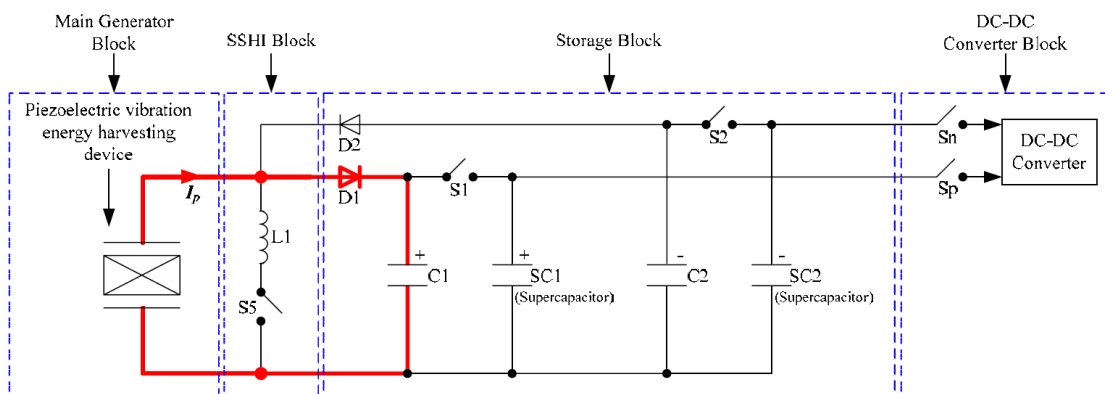 Main Generator
Block
SSHI Block
Storage Block
DC-DC
Converter Block
Piezoelectric vibration
energy harvesting
device
D2
S2
Sn
DC-DC
Converter
Ip
D1
S1
Sp
L1
S5
+
C1
+
SC1
(Supercapacitor)
-
C2
-
SC2
(Supercapacitor)